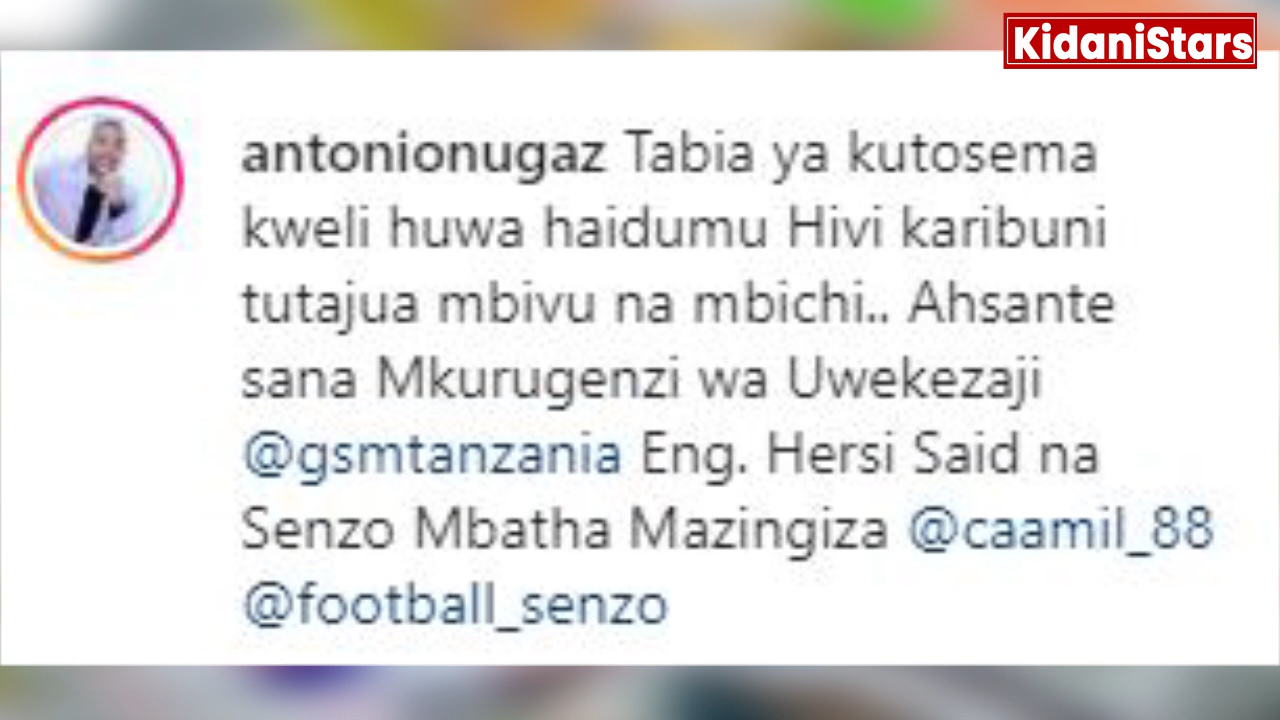 KidaniStars
antonionugaz Tabia ya kutosema
kweli huwa haidumu Hivi karibuni
tutajua mbivu na mbichi.. Ahsante
sana Mkurugenzi wa Uwekezaji
@gsmtanzania Eng. Hersi Said na
Senzo Mbatha Mazingiza @caamil_88
@football_senzo